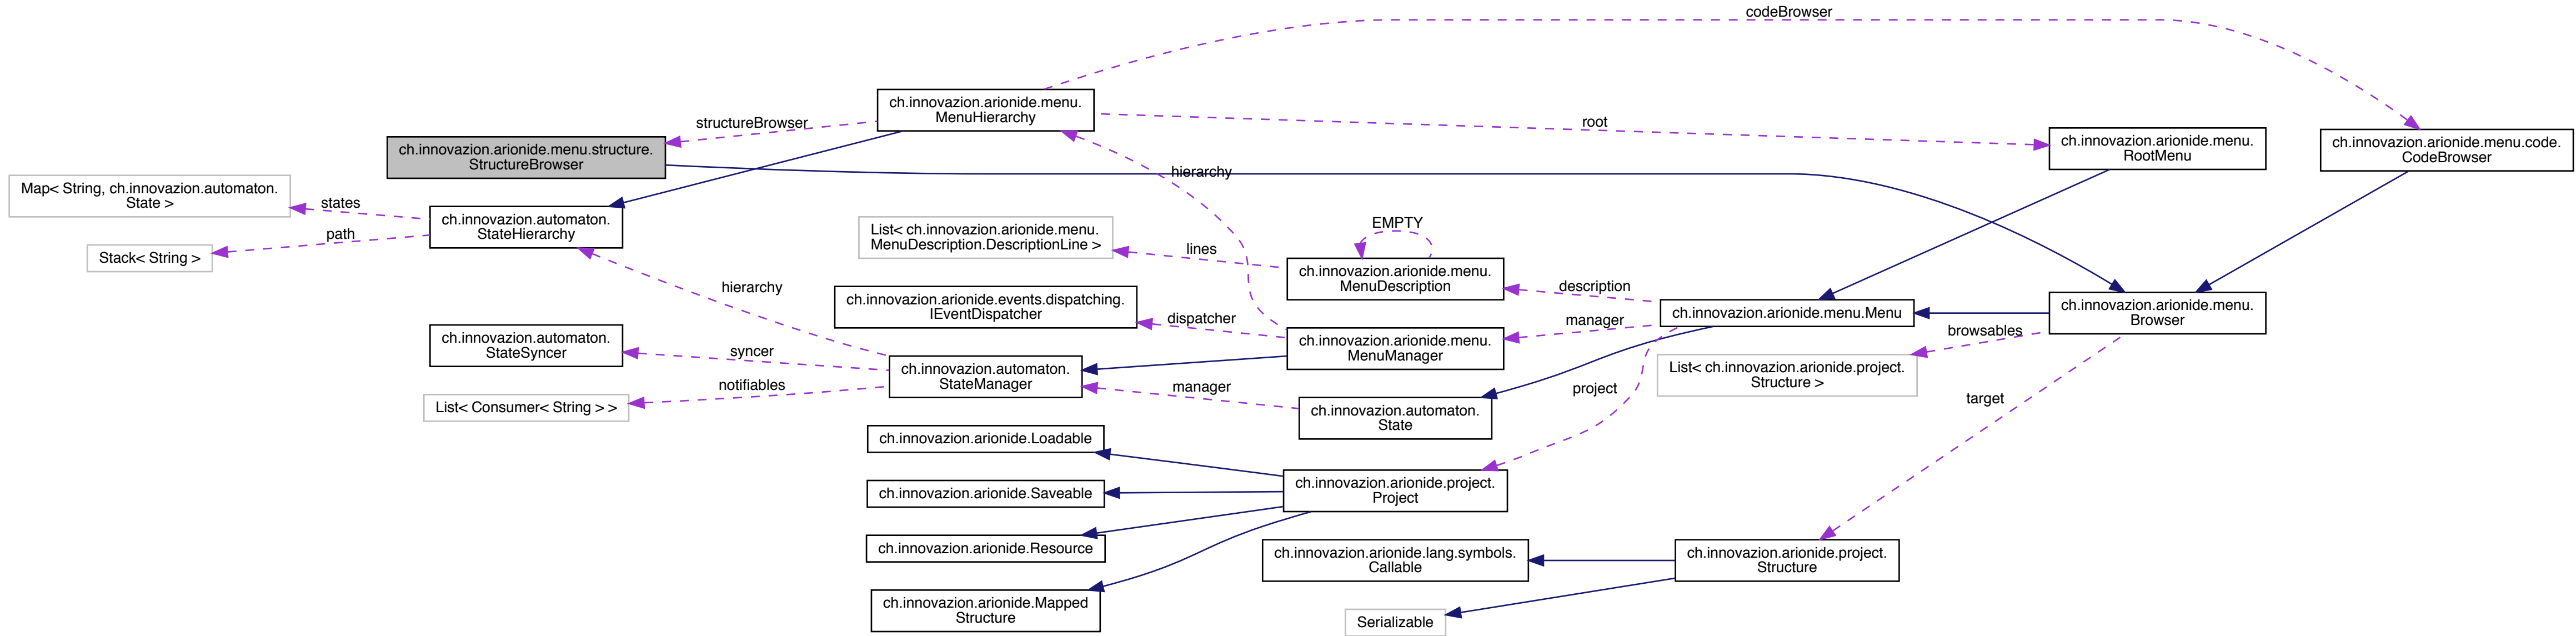 codeBrowser
ch.innovazion.arionide.menu.
MenuHierarchy
structureBrowser
root
ch.innovazion.arionide.menu.structure.
StructureBrowser
ch.innovazion.arionide.menu.
RootMenu
ch.innovazion.arionide.menu.code.
CodeBrowser
hierarchy
Map< String, ch.innovazion.automaton.
State >
states
path
Stack< String >
ch.innovazion.automaton.
StateHierarchy
List< ch.innovazion.arionide.menu.
MenuDescription.DescriptionLine >
lines
EMPTY
ch.innovazion.arionide.menu.
MenuDescription
description
hierarchy
ch.innovazion.arionide.events.dispatching.
IEventDispatcher
dispatcher
manager
ch.innovazion.arionide.menu.Menu
ch.innovazion.arionide.menu.
Browser
ch.innovazion.automaton.
StateSyncer
syncer
ch.innovazion.arionide.menu.
MenuManager
browsables
ch.innovazion.automaton.
StateManager
List< ch.innovazion.arionide.project.
Structure >
notifiables
manager
project
target
List< Consumer< String > >
ch.innovazion.automaton.
State
ch.innovazion.arionide.Loadable
ch.innovazion.arionide.Saveable
ch.innovazion.arionide.project.
Project
ch.innovazion.arionide.Resource
ch.innovazion.arionide.lang.symbols.
Callable
ch.innovazion.arionide.project.
Structure
ch.innovazion.arionide.Mapped
Structure
Serializable